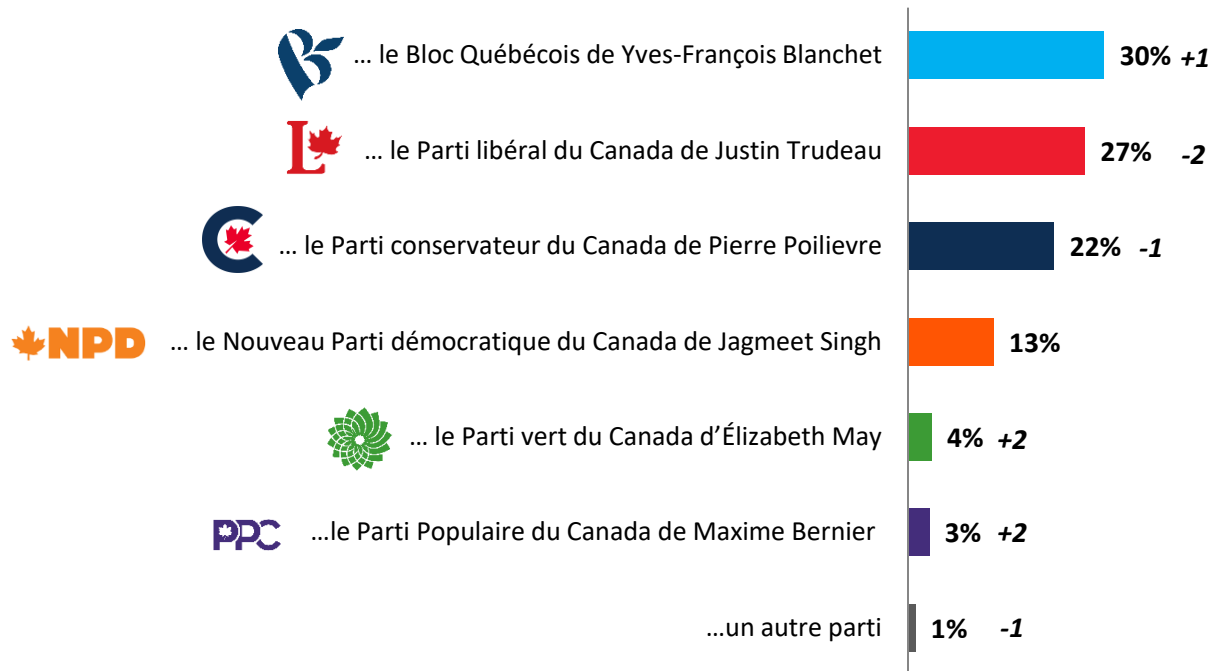 ... le Bloc Québécois de Yves-François Blanchet 30% +1
L ... le Parti libéral du Canada de Justin Trudeau 27% -2
C ... le Parti conservateur du Canada de Pierre Poilievre 22% -1
NPD ... le Nouveau Parti démocratique du Canada de Jagmeet Singh 13%
... le Parti vert du Canada d’Élizabeth May 4% +2
PPC ...le Parti Populaire du Canada de Maxime Bernier 3% +2
...un autre parti 1% -1